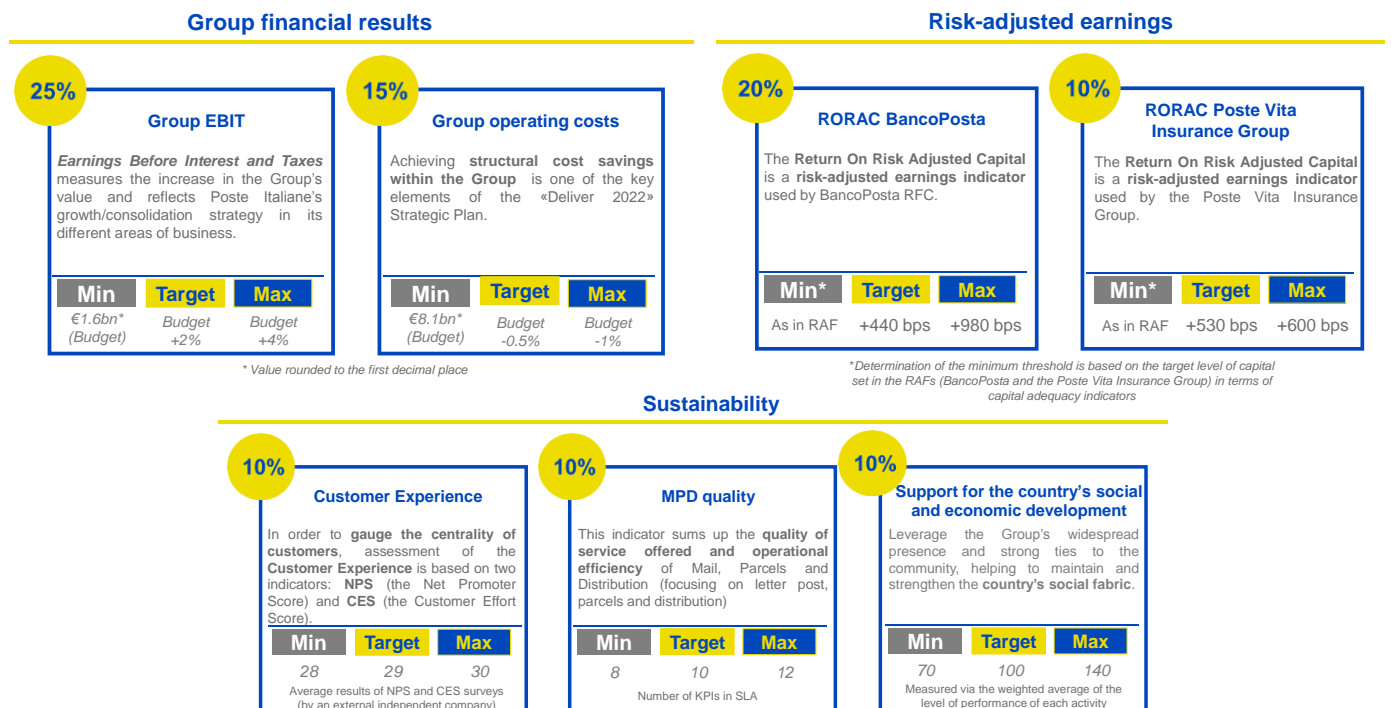 Group financial results
25%
Group EBIT
Earnings Before Interest and Taxes
measures the increase in the Group's
value and reflects Poste Italiane's
growth/consolidation strategy in its
different areas of business.
Min Target Max
€1.6bn* Budget Budget
(Budget) +2% +4%
15%
Group operating costs
Achieving structural cost savings
within the Group is one of the key
elements of the «Deliver 2022»
Strategic Plan.
Min Target Max
€8.1bn* Budget Budget
(Budget) -0.5% -1%
* Value rounded to the first decimal place
Risk-adjusted earnings
20%
RORAC BancoPosta
The Return On Risk Adjusted Capital
is a risk-adjusted earnings indicator
used by BancoPosta RFC.
Min* Target Max
As in RAF +440 bps +980 bps
10%
RORAC Poste Vita
Insurance Group
The Return On Risk Adjusted Capital
is a risk-adjusted earnings indicator
used by the Poste Vita Insurance
Group.
Min* Target Max
As in RAF +530 bps +600 bps
*Determination of the minimum threshold is based on the target level of capital
set in the RAFs (BancoPosta and the Poste Vita Insurance Group) in terms of
capital adequacy indicators
Sustainability
10%
Customer Experience
In order to gauge the centrality of
customers, assessment of the
Customer Experience is based on two
indicators: NPS (the Net Promoter
Score) and CES (the Customer Effort
Score).
Min Target Max
28 29 30
Average results of NPS and CES surveys
(by an external independent company)
10%
MPD quality
This indicator sums up the quality of
service offered and operational
efficiency of Mail, Parcels and
Distribution (focusing on letter post,
parcels and distribution)
Min Target Max
8 10 12
Number of KPIs in SLA
10%
Support for the country's social
and economic development
Leverage the Group's widespread
presence and strong ties to the
community, helping to maintain and
strengthen the country's social fabric.
Min Target Max
70 100 140
Measured via the weighted average of the
level of performance of each activity